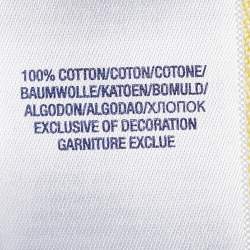 100% COTTON/COTON/COTONE/
BAUMWOLLE/KATOEN/BOMULD/
ALGODON/ALGODAO/ХЛОПОК
EXCLUSIVE OF DECORATION
GARNITURE EXCLUE